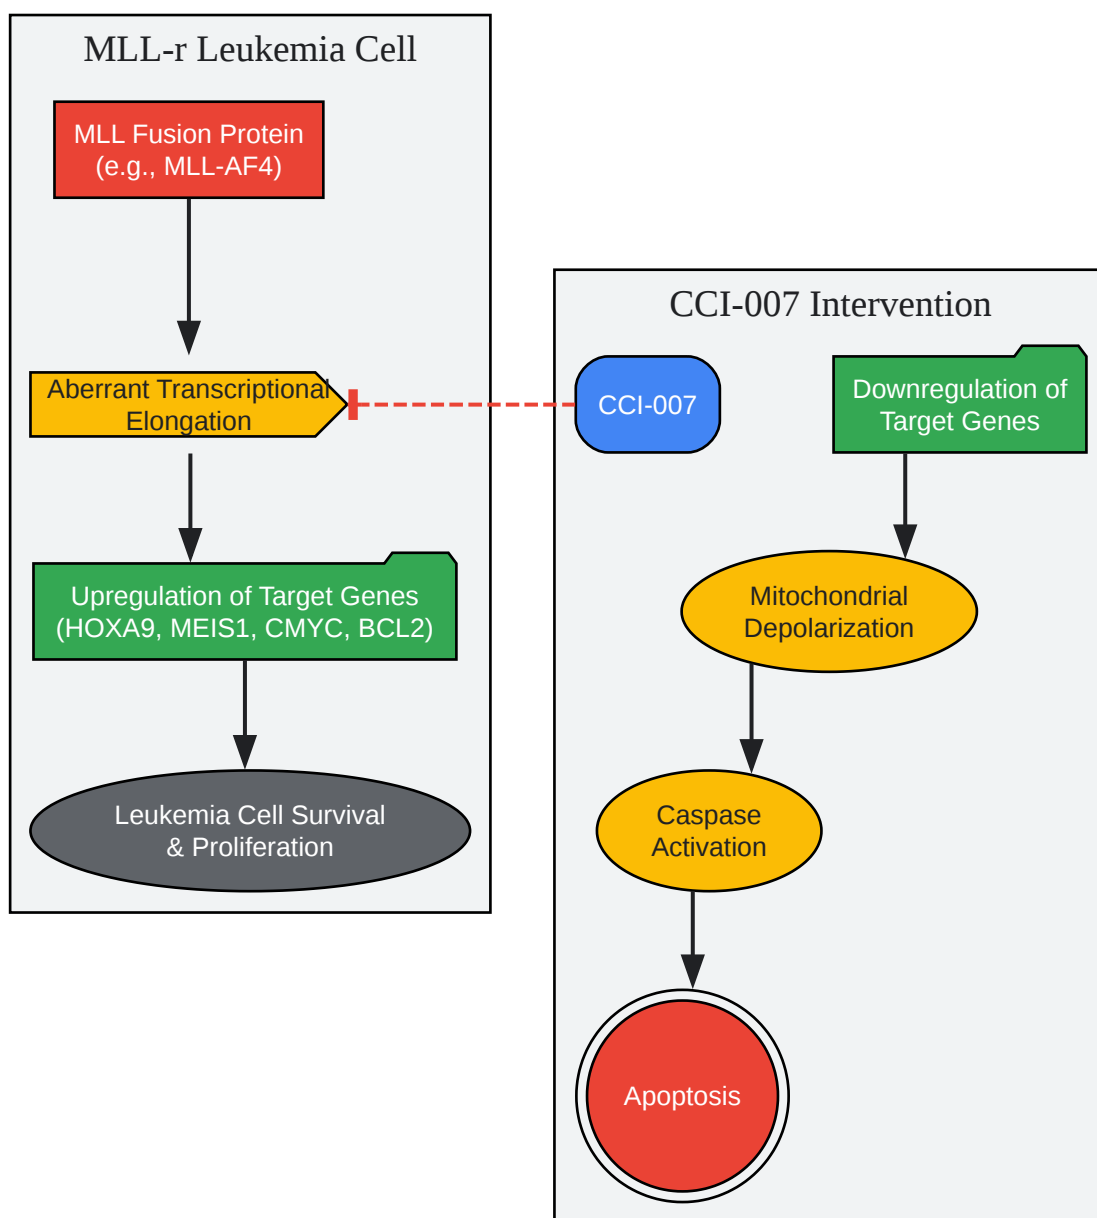 MLL-r Leukemia Cell
MLL Fusion Protein
(e.g., MLL-AF4)
Aberrant Transcriptional
Elongation
Upregulation of Target Genes
(HOXA9, MEIS1, CMYC, BCL2)
Leukemia Cell Survival
& Proliferation
CCI-007 Intervention
CCI-007
Downregulation of
Target Genes
Mitochondrial
Depolarization
Caspase
Activation
Apoptosis